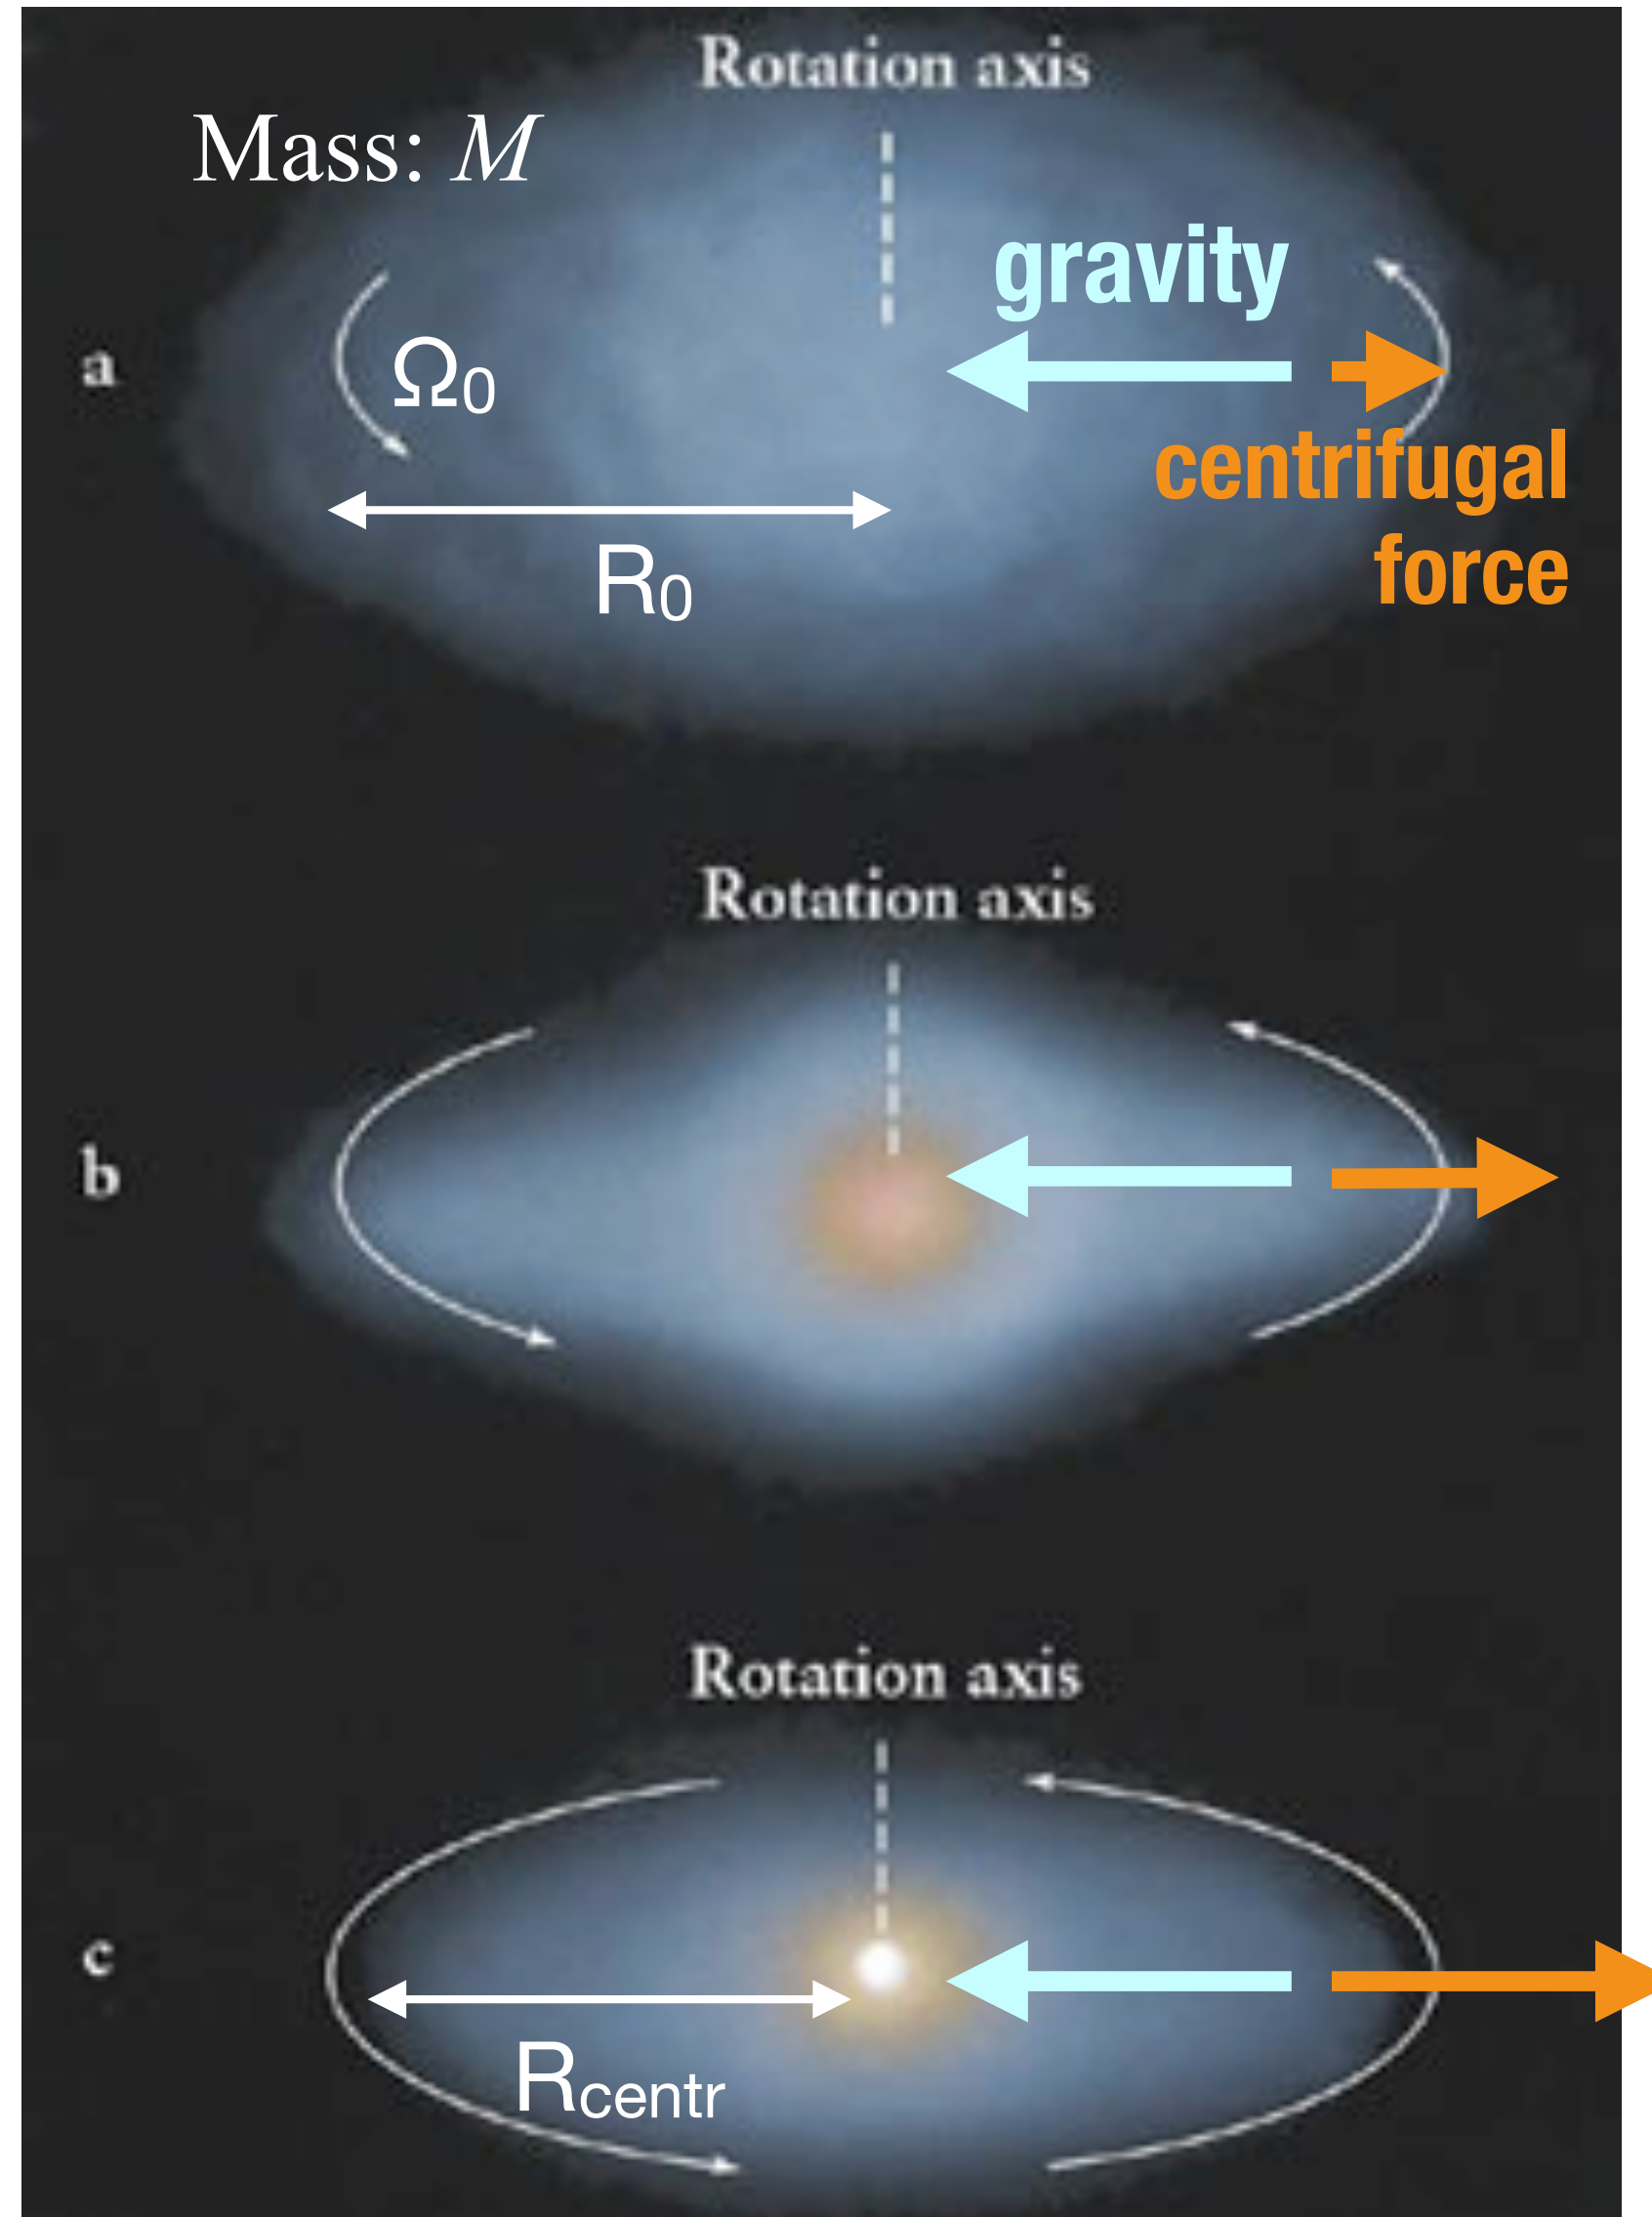 Rotation axis
Mass: M
gravity
a
Ω₀
centrifugal
force
R₀
Rotation axis
b
Rotation axis
c
Rcentr